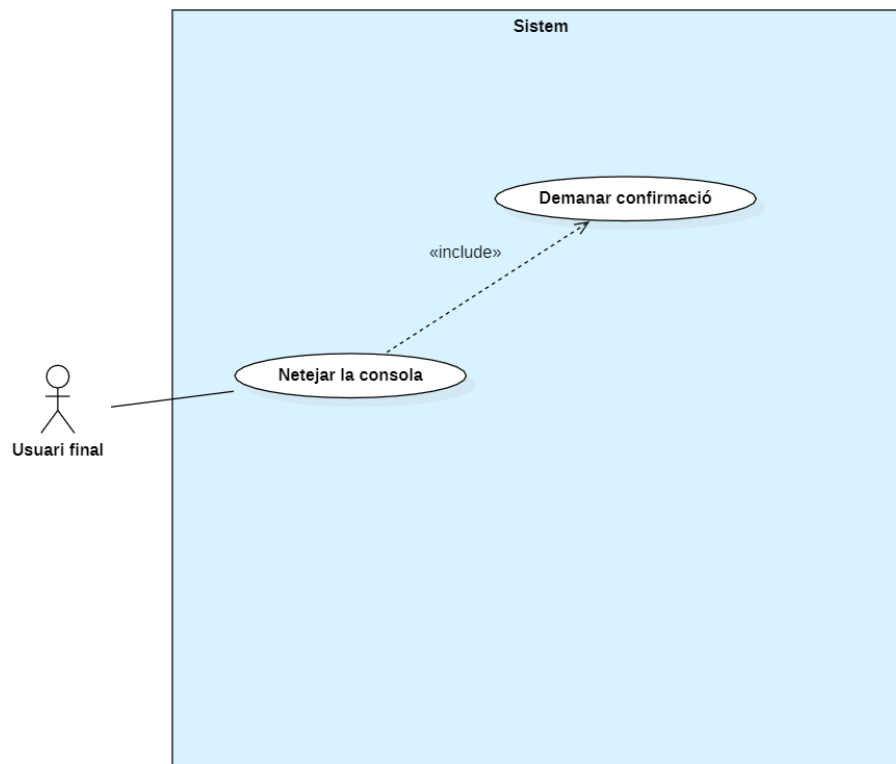 Sistem
Demanar confirmació
«include»
Netejar la consola
Usuari final